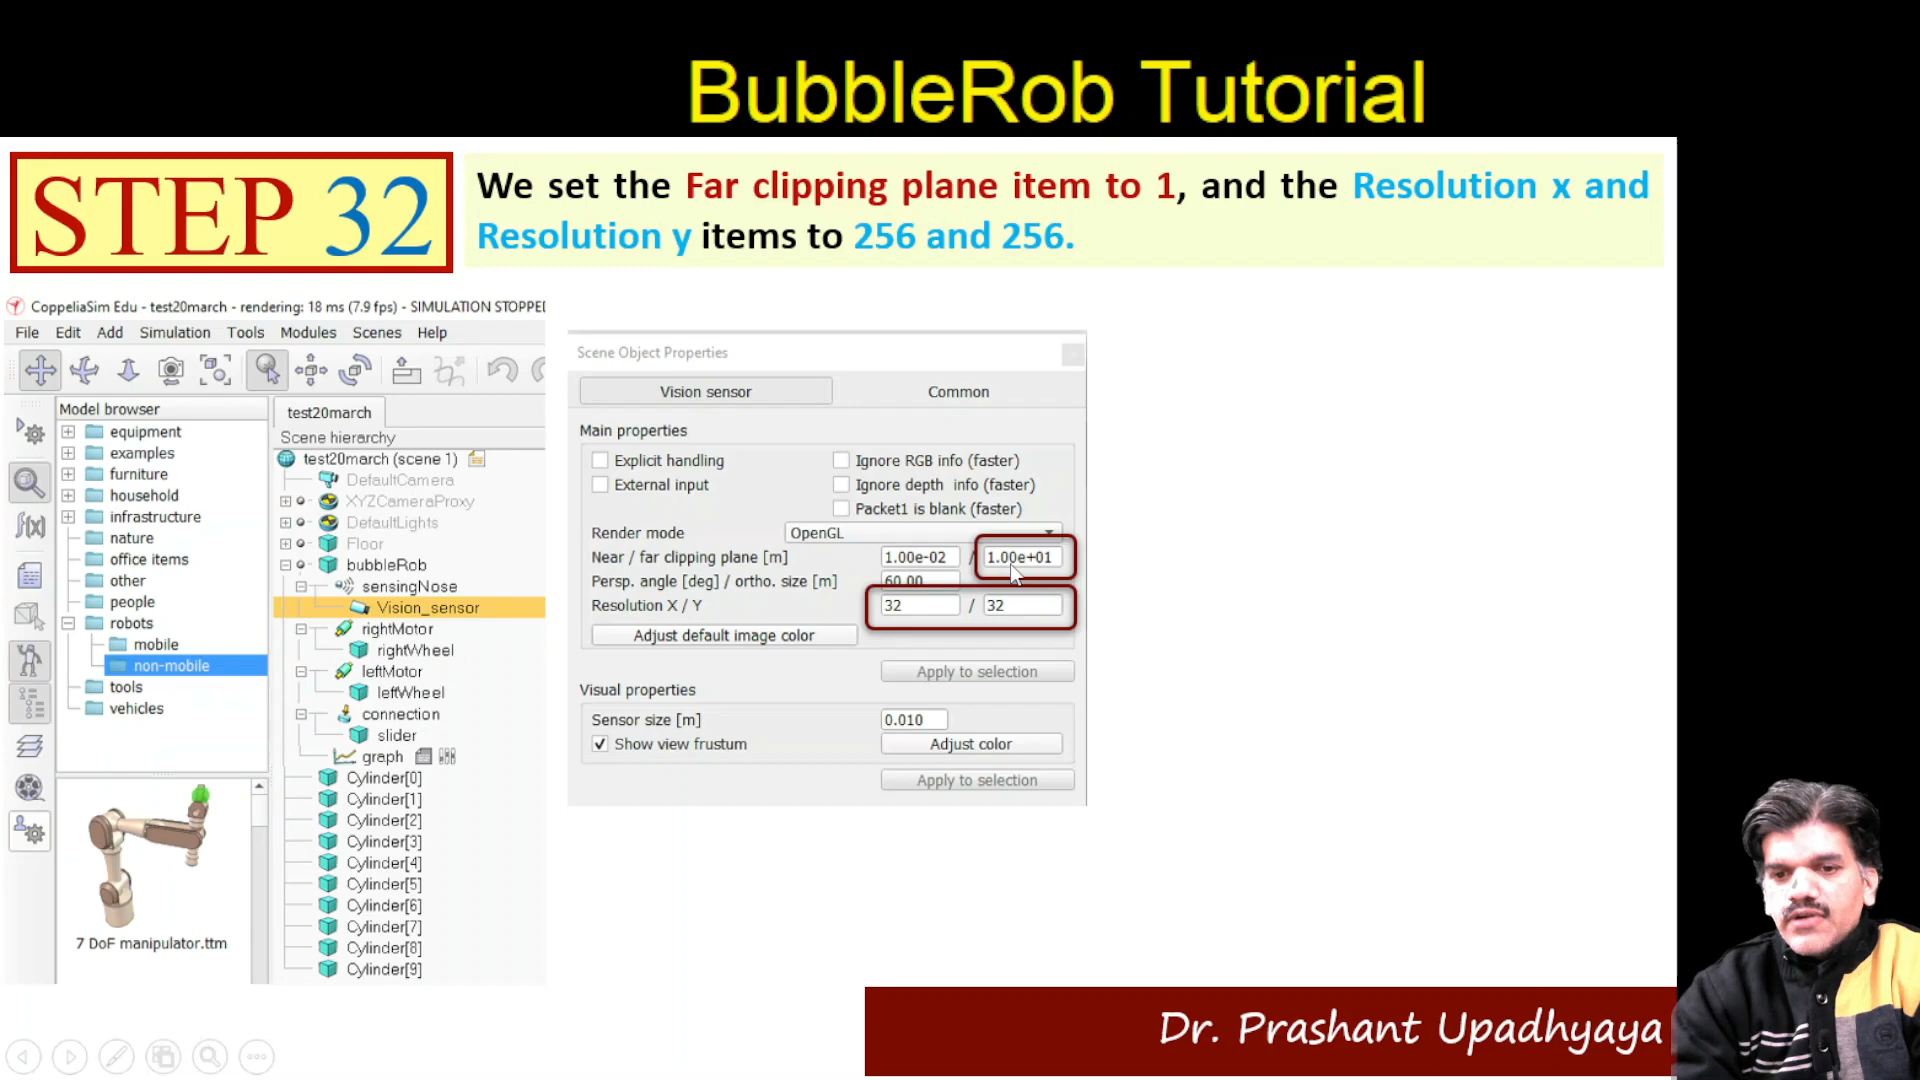 BubbleRob Tutorial
STEP 32
We set the Far clipping plane item to 1, and the Resolution x and
Resolution y items to 256 and 256.
CoppeliaSim Edu - test20march - rendering: 18 ms (7.9 fps) - SIMULATION STOPPED
File Edit Add Simulation Tools Modules Scenes Help
Model browser
equipment
examples
furniture
household
infrastructure
nature
office items
other
people
robots
mobile
non-mobile
tools
vehicles
7 DoF manipulator.ttm
test20march
Scene hierarchy
test20march (scene 1)
DefaultCamera
XYZCameraProxy
DefaultLights
Floor
bubbleRob
sensingNose
Vision_sensor
rightMotor
rightWheel
leftMotor
leftWheel
connection
slider
graph
Cylinder[0]
Cylinder[1]
Cylinder[2]
Cylinder[3]
Cylinder[4]
Cylinder[5]
Cylinder[6]
Cylinder[7]
Cylinder[8]
Cylinder[9]
f(x)
Scene Object Properties
Vision sensor Common
Main properties
Explicit handling Ignore RGB info (faster)
External input Ignore depth info (faster)
Packet1 is blank (faster)
Render mode OpenGL
Near / far clipping plane [m] 1.00e-02 / 1.00e+01
Persp. angle [deg] / ortho. size [m] 60.00
Resolution X / Y 32 / 32
Adjust default image color
Apply to selection
Visual properties
Sensor size [m] 0.010
Show view frustum Adjust color
Apply to selection
Dr. Prashant Upadhyaya